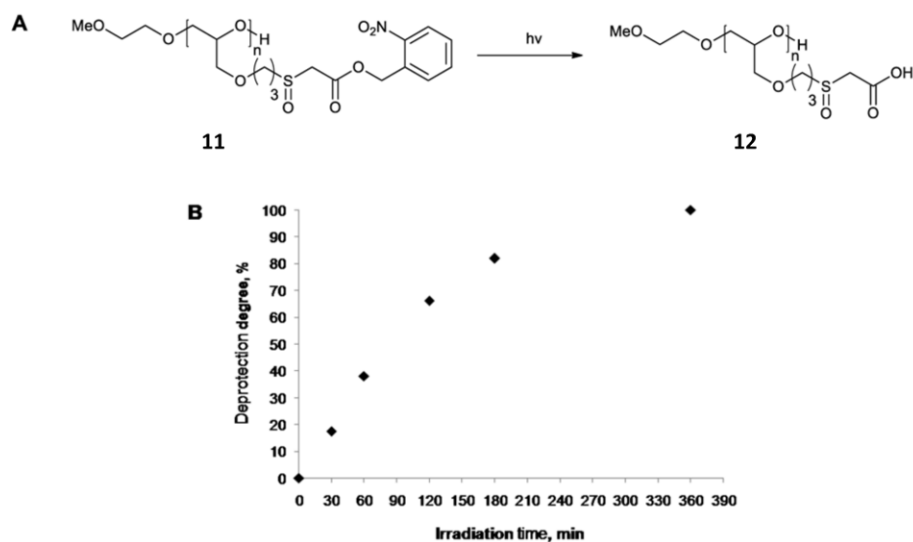 A
MeO O O H n O 3 S O O O O₂N
hν
MeO O O H n O 3 S O O OH
11
12
B
Deprotection degree, %
100
90
80
70
60
50
40
30
20
10
0
0 30 60 90 120 150 180 210 240 270 300 330 360 390
Irradiation time, min